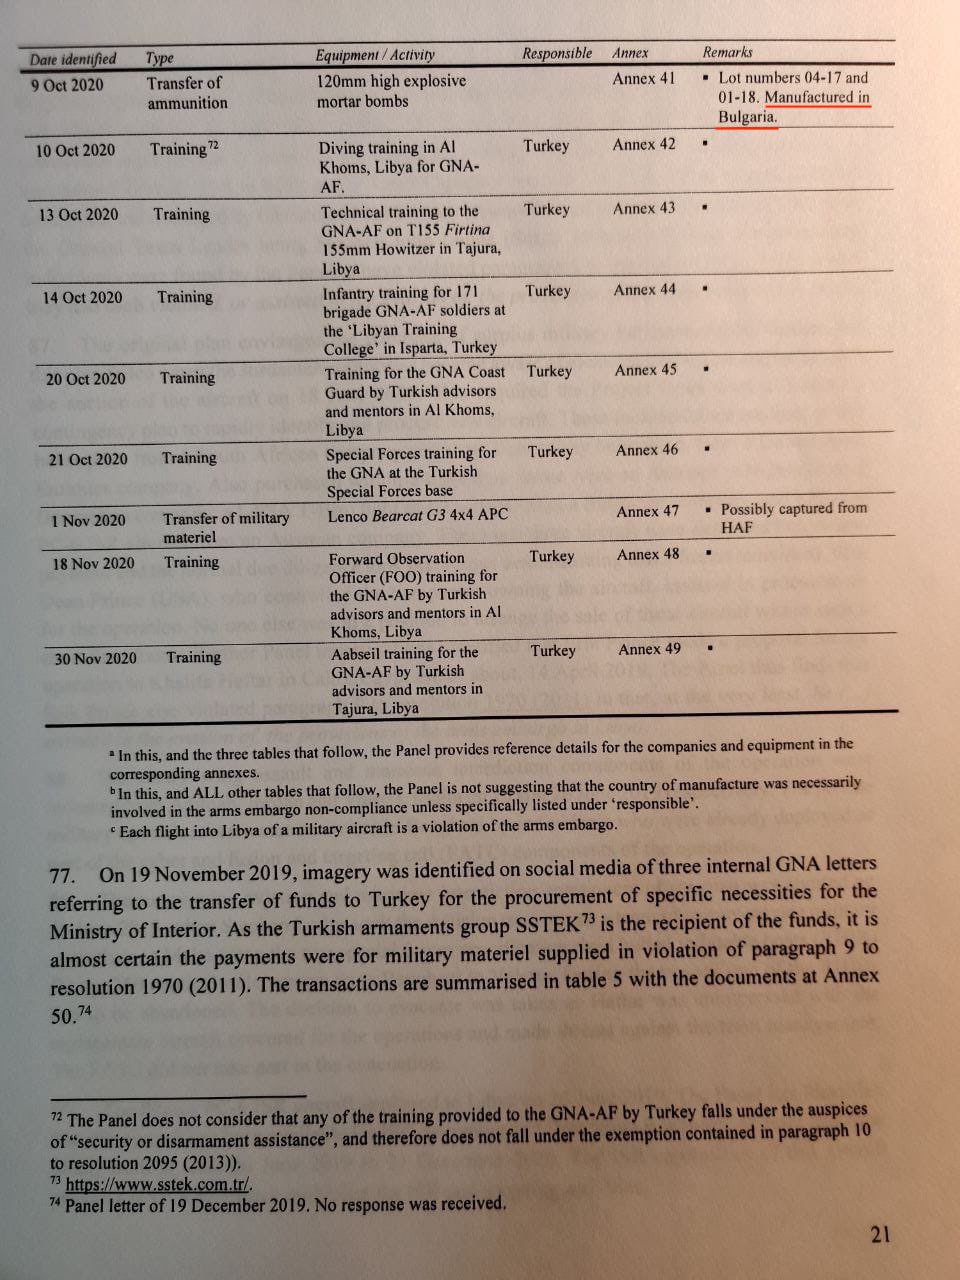 Date identified Type Equipment / Activity Responsible Annex Remarks
9 Oct 2020 Transfer of 120mm high explosive Annex 41 ▪ Lot numbers 04-17 and
ammunition mortar bombs 01-18. Manufactured in
Bulgaria.
10 Oct 2020 Training72 Diving training in Al Turkey Annex 42 ▪
Khoms, Libya for GNA-
AF.
13 Oct 2020 Training Technical training to the Turkey Annex 43 ▪
GNA-AF on T155 Firtina
155mm Howitzer in Tajura,
Libya
14 Oct 2020 Training Infantry training for 171 Turkey Annex 44 ▪
brigade GNA-AF soldiers at
the ‘Libyan Training
College’ in Isparta, Turkey
20 Oct 2020 Training Training for the GNA Coast Turkey Annex 45 ▪
Guard by Turkish advisors
and mentors in Al Khoms,
Libya
21 Oct 2020 Training Special Forces training for Turkey Annex 46 ▪
the GNA at the Turkish
Special Forces base
1 Nov 2020 Transfer of military Lenco Bearcat G3 4x4 APC Annex 47 ▪ Possibly captured from
materiel HAF
18 Nov 2020 Training Forward Observation Turkey Annex 48 ▪
Officer (FOO) training for
the GNA-AF by Turkish
advisors and mentors in Al
Khoms, Libya
30 Nov 2020 Training Aabseil training for the Turkey Annex 49 ▪
GNA-AF by Turkish
advisors and mentors in
Tajura, Libya
a In this, and the three tables that follow, the Panel provides reference details for the companies and equipment in the
corresponding annexes.
b In this, and ALL other tables that follow, the Panel is not suggesting that the country of manufacture was necessarily
involved in the arms embargo non-compliance unless specifically listed under ‘responsible’.
c Each flight into Libya of a military aircraft is a violation of the arms embargo.
77. On 19 November 2019, imagery was identified on social media of three internal GNA letters
referring to the transfer of funds to Turkey for the procurement of specific necessities for the
Ministry of Interior. As the Turkish armaments group SSTEK73 is the recipient of the funds, it is
almost certain the payments were for military materiel supplied in violation of paragraph 9 to
resolution 1970 (2011). The transactions are summarised in table 5 with the documents at Annex
50.74
72 The Panel does not consider that any of the training provided to the GNA-AF by Turkey falls under the auspices
of “security or disarmament assistance”, and therefore does not fall under the exemption contained in paragraph 10
to resolution 2095 (2013)).
73 https://www.sstek.com.tr/.
74 Panel letter of 19 December 2019. No response was received.
21